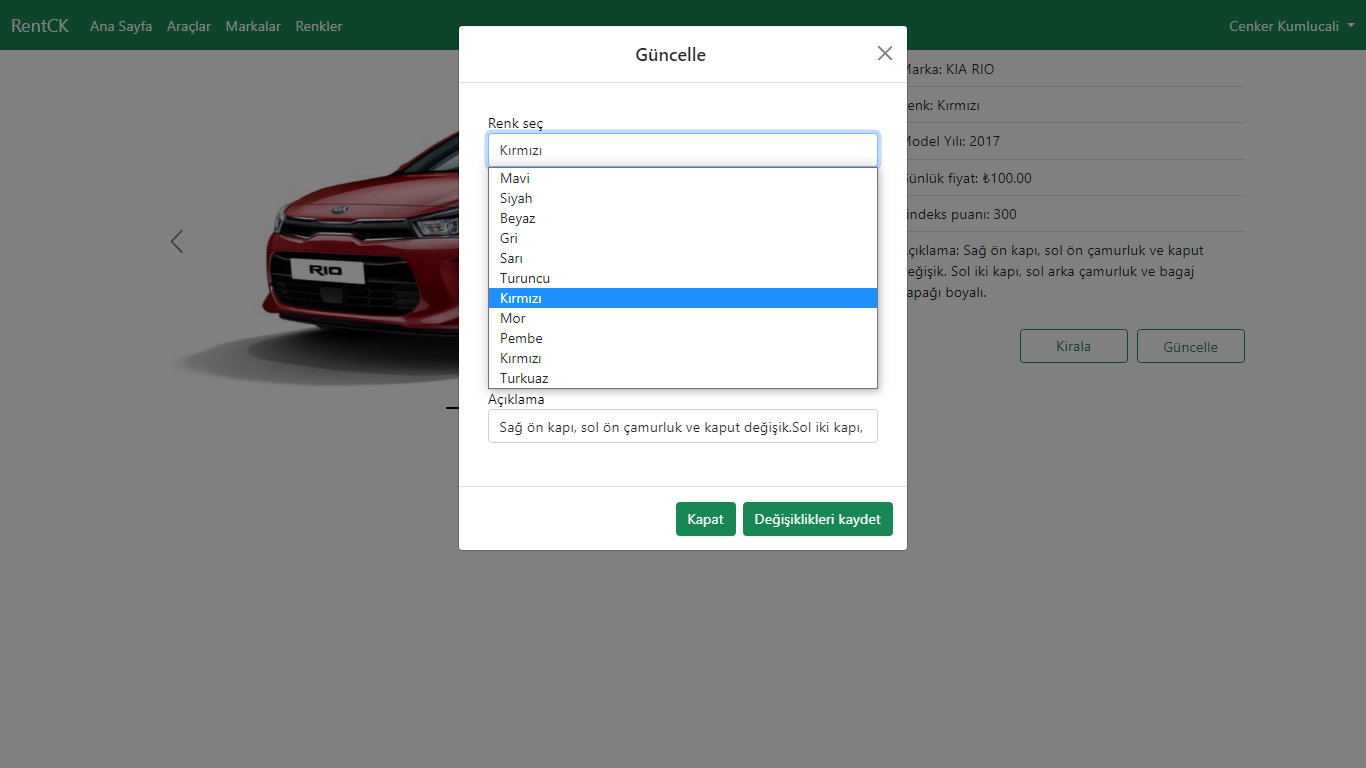 RentCK Ana Sayfa Araçlar Markalar Renkler
Cenker Kumlucali
Güncelle
Renk seç
Kırmızı
Mavi
Siyah
Beyaz
Gri
Sarı
Turuncu
Kırmızı
Mor
Pembe
Kırmızı
Turkuaz
Açıklama
Sağ ön kapı, sol ön çamurluk ve kaput değişik.Sol iki kapı,
Kapat
Değişiklikleri kaydet
RIO
Marka: KIA RIO
enk: Kırmızı
Model Yılı: 2017
ünlük fiyat: ₺100.00
indeks puanı: 300
çıklama: Sağ ön kapı, sol ön çamurluk ve kaput
eğişik. Sol iki kapı, sol arka çamurluk ve bagaj
apağı boyalı.
Kirala
Güncelle